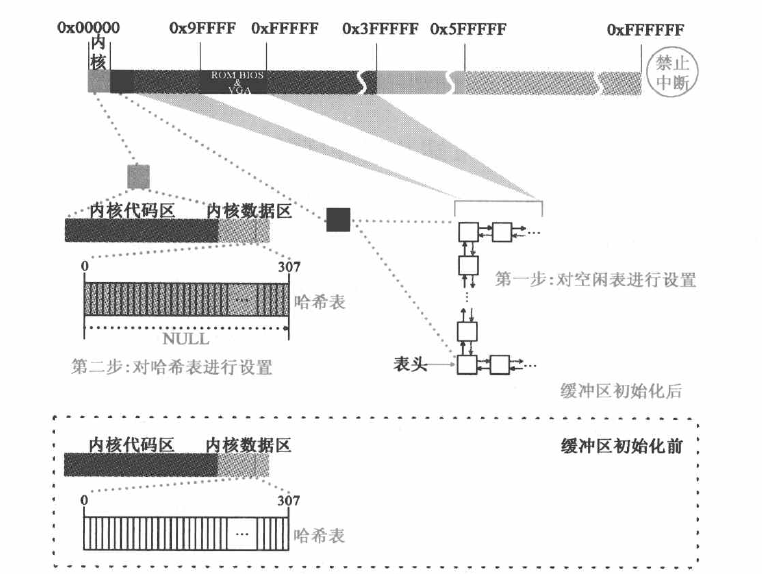 0x00000 0x9FFFF 0xFFFFF 0x3FFFFF 0x5FFFFF 0xFFFFFF
内核
ROM BIOS
&
VGA
禁止
中断
内核代码区 内核数据区
0 307
... 哈希表
NULL
第二步:对哈希表进行设置
...
第一步:对空闲表进行设置
...
表头 ...
缓冲区初始化后
缓冲区初始化前
内核代码区 内核数据区
0 307
... 哈希表